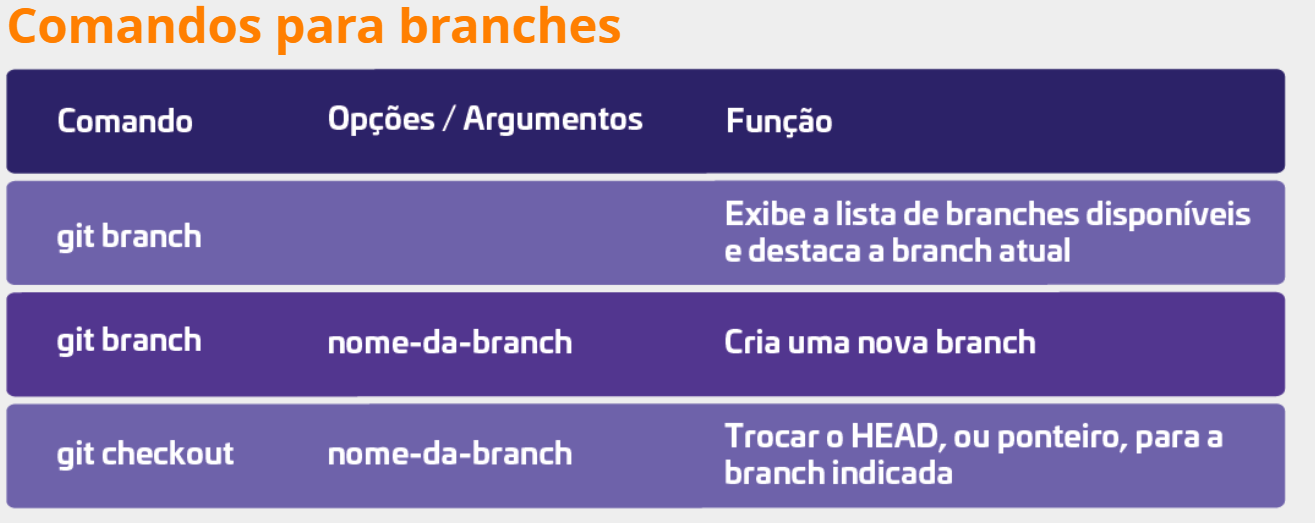 Comandos para branches
Comando
Opções / Argumentos
Função
git branch
Exibe a lista de branches disponíveis
e destaca a branch atual
git branch
nome-da-branch
Cria uma nova branch
git checkout
nome-da-branch
Trocar o HEAD, ou ponteiro, para a
branch indicada